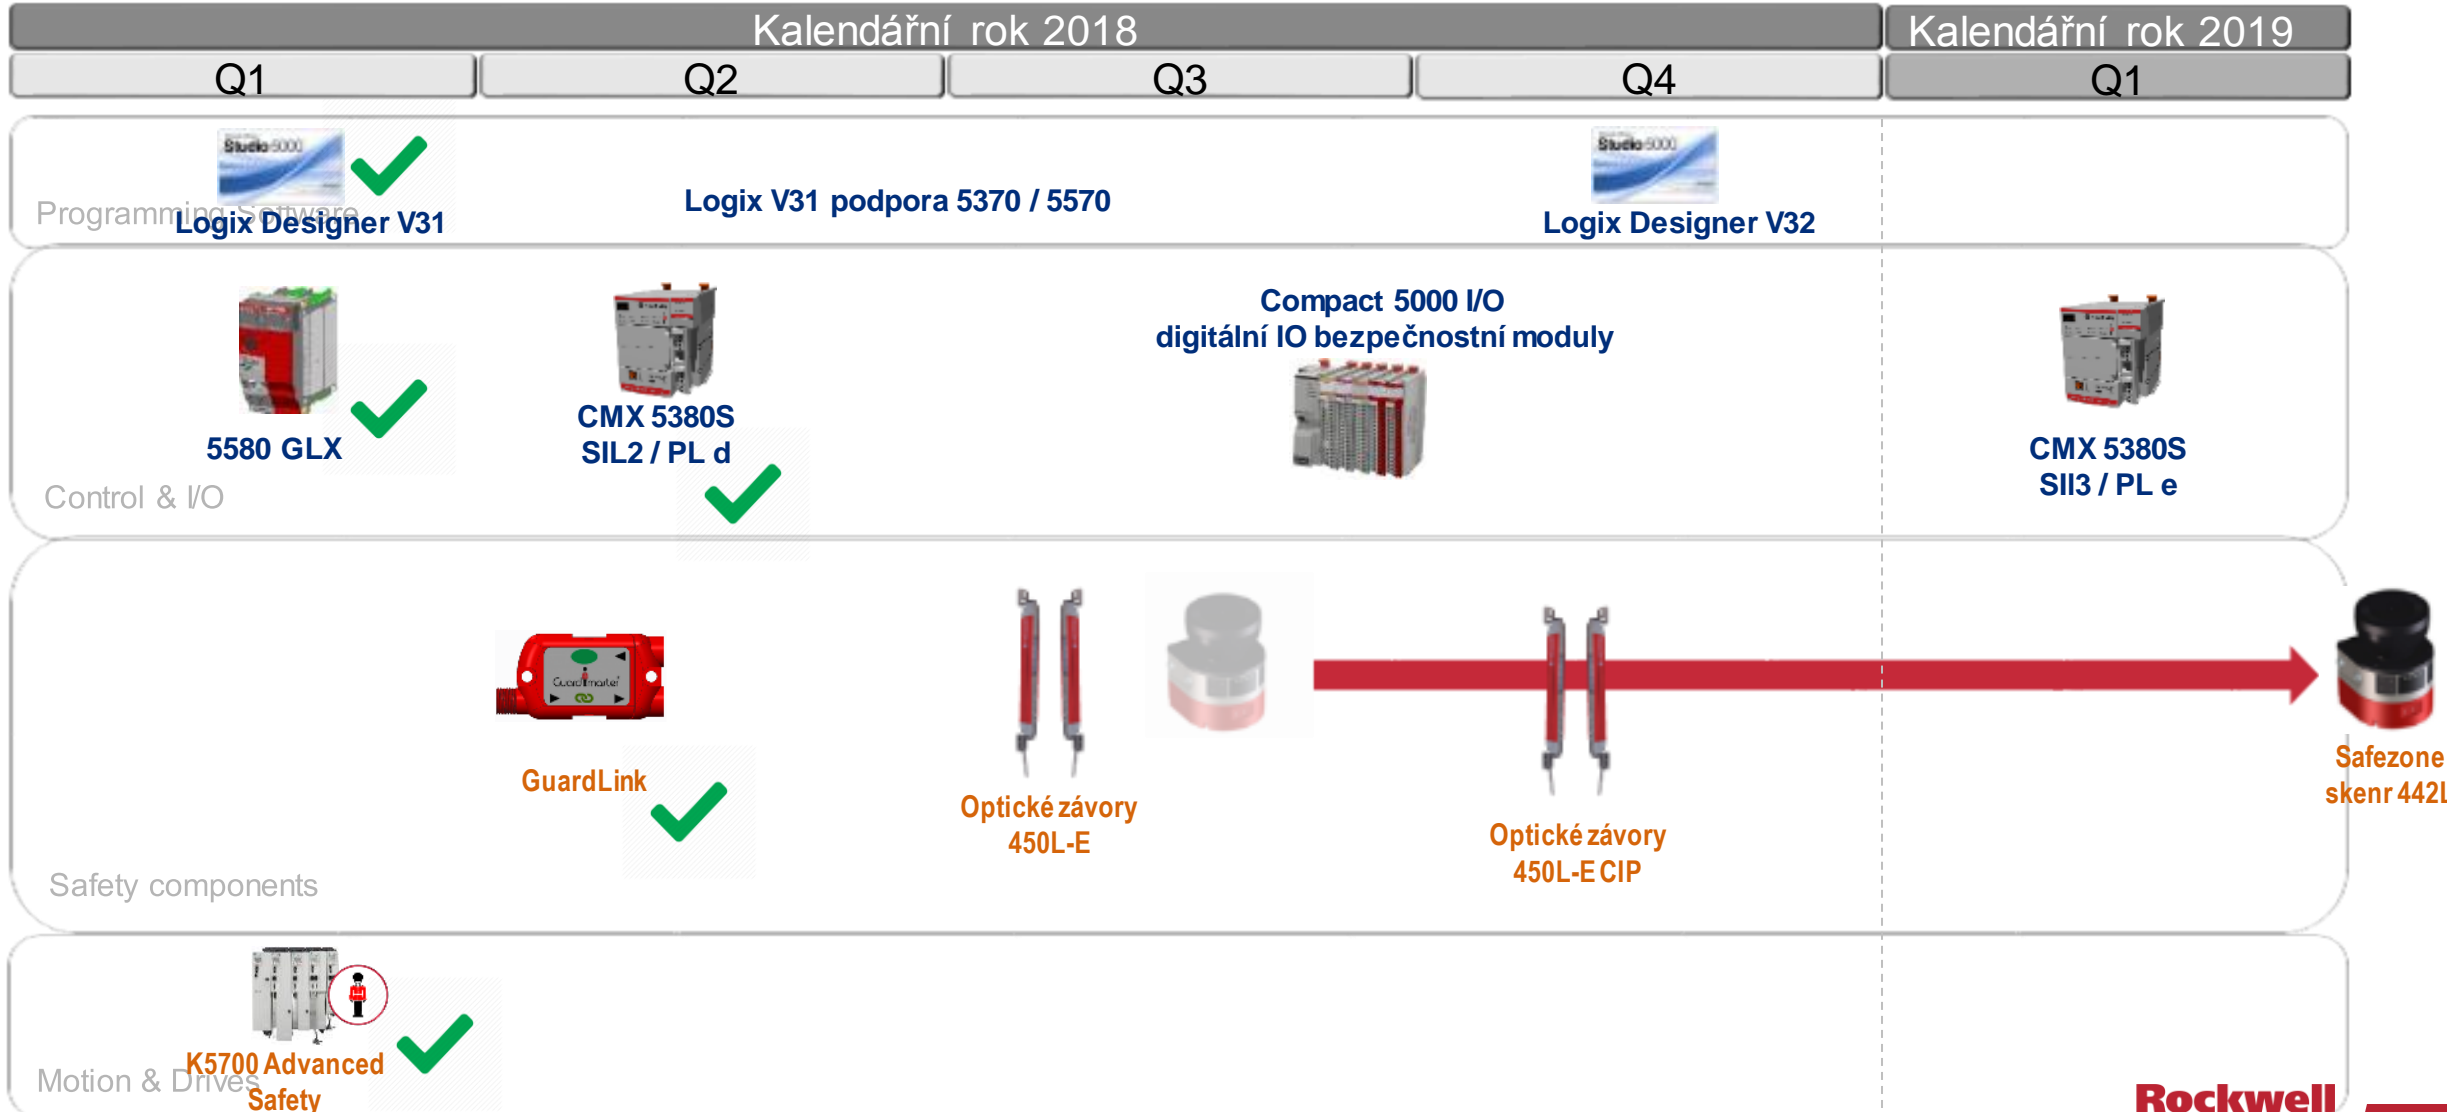 Kalendářní rok 2018
Kalendářní rok 2019
Q1
Q2
Q3
Q4
Q1
Studio 5000
Studio 5000
Programming Software
Logix Designer V31
Logix V31 podpora 5370 / 5570
Logix Designer V32
Compact 5000 I/O
digitální IO bezpečnostní moduly
5580 GLX
CMX 5380S
SIL2 / PL d
CMX 5380S
SII3 / PL e
Control & I/O
Guardmaster
GuardLink
Optické závory
450L-E
Optické závory
450L-E CIP
Safezone
skenr 442L
Safety components
K5700 Advanced
Safety
Motion & Drives
Rockwell